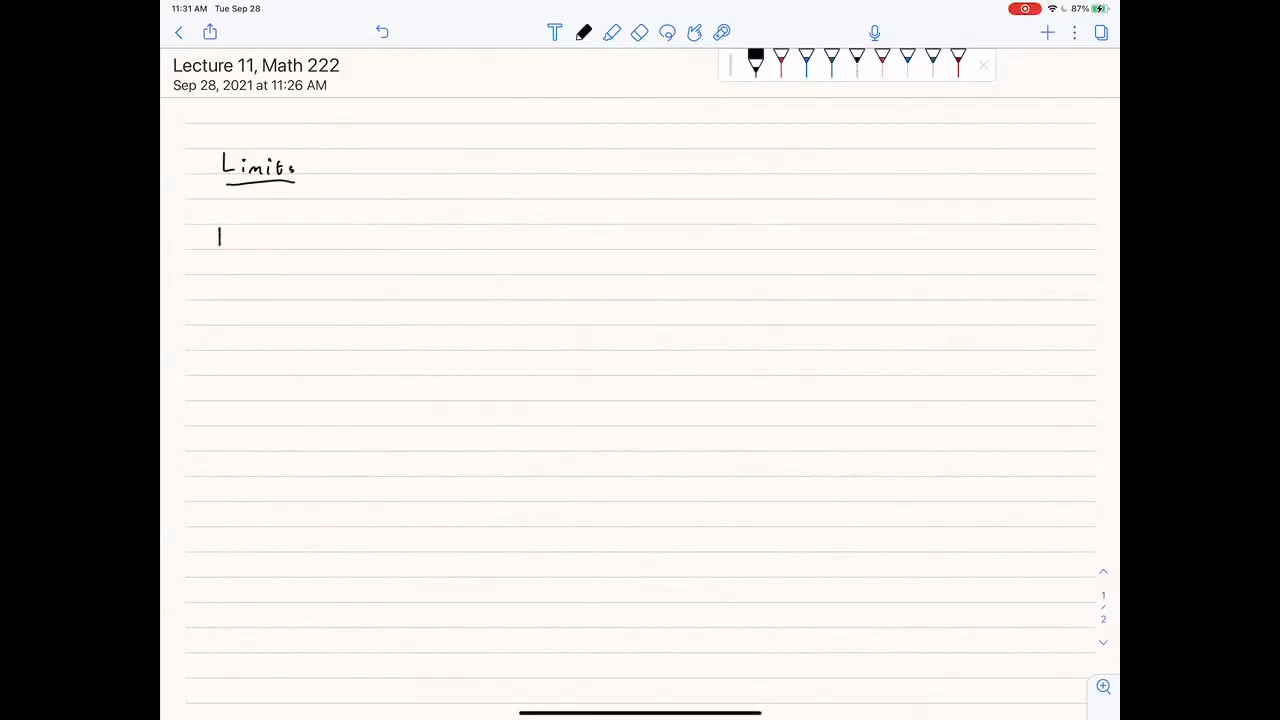 11:31 AM Tue Sep 28
87%
T
Lecture 11, Math 222
Sep 28, 2021 at 11:26 AM
Limits
1
2